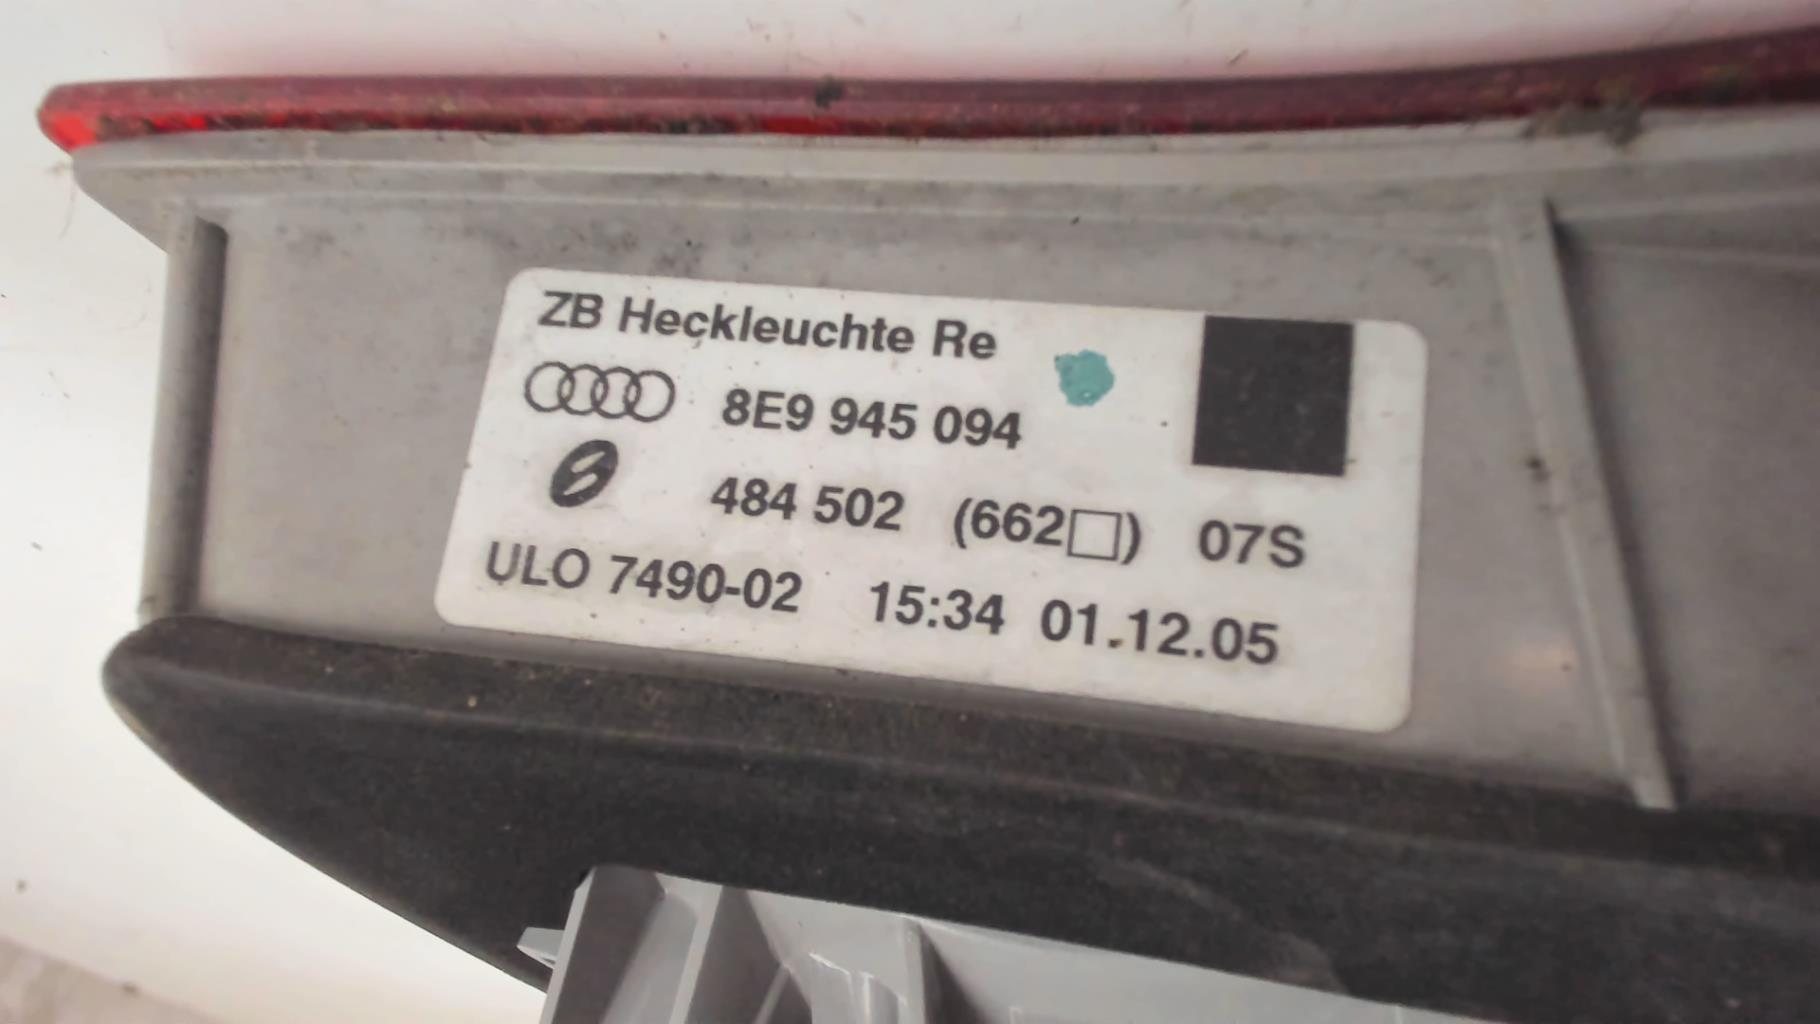 ZB Heckleuchte Re
8E9 945 094
484 502 (662□) 07S
ULO 7490-02 15:34 01.12.05